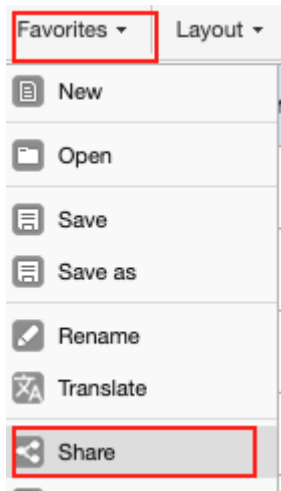 Favorites Layout
New
Open
Save
Save as
Rename
Translate
Share